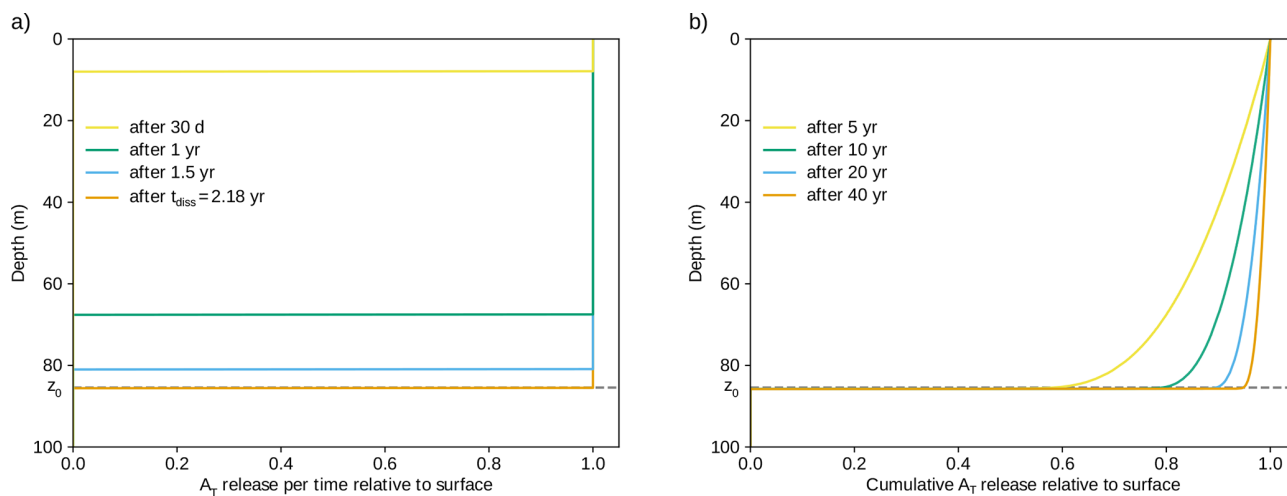 a)
0
20
40
60
80
z₀
100
Depth (m)
after 30 d
after 1 yr
after 1.5 yr
after t_diss = 2.18 yr
0.0 0.2 0.4 0.6 0.8 1.0
A_T release per time relative to surface
b)
0
20
40
60
80
z₀
100
Depth (m)
after 5 yr
after 10 yr
after 20 yr
after 40 yr
0.0 0.2 0.4 0.6 0.8 1.0
Cumulative A_T release relative to surface